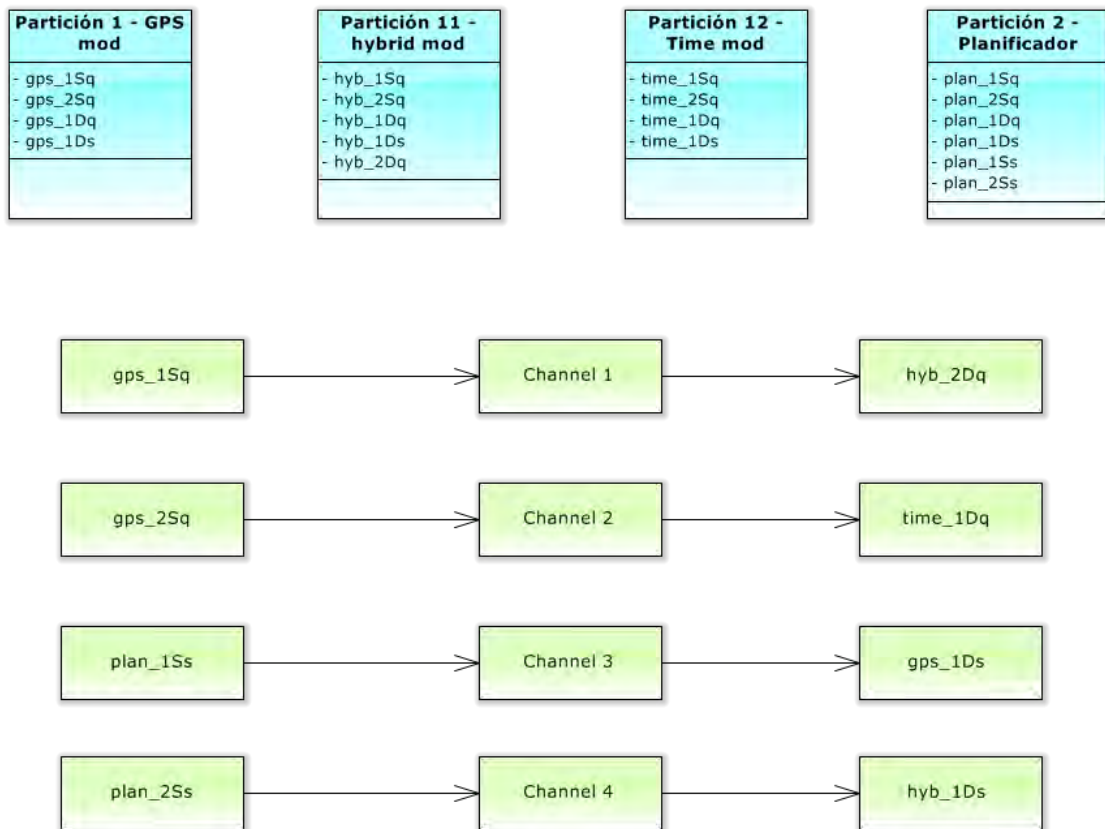 Partición 1 - GPS
mod
- gps_1Sq
- gps_2Sq
- gps_1Dq
- gps_1Ds
Partición 11 -
hybrid mod
- hyb_1Sq
- hyb_2Sq
- hyb_1Dq
- hyb_1Ds
- hyb_2Dq
Partición 12 -
Time mod
- time_1Sq
- time_2Sq
- time_1Dq
- time_1Ds
Partición 2 -
Planificador
- plan_1Sq
- plan_2Sq
- plan_1Dq
- plan_1Ds
- plan_1Ss
- plan_2Ss
gps_1Sq
Channel 1
hyb_2Dq
gps_2Sq
Channel 2
time_1Dq
plan_1Ss
Channel 3
gps_1Ds
plan_2Ss
Channel 4
hyb_1Ds